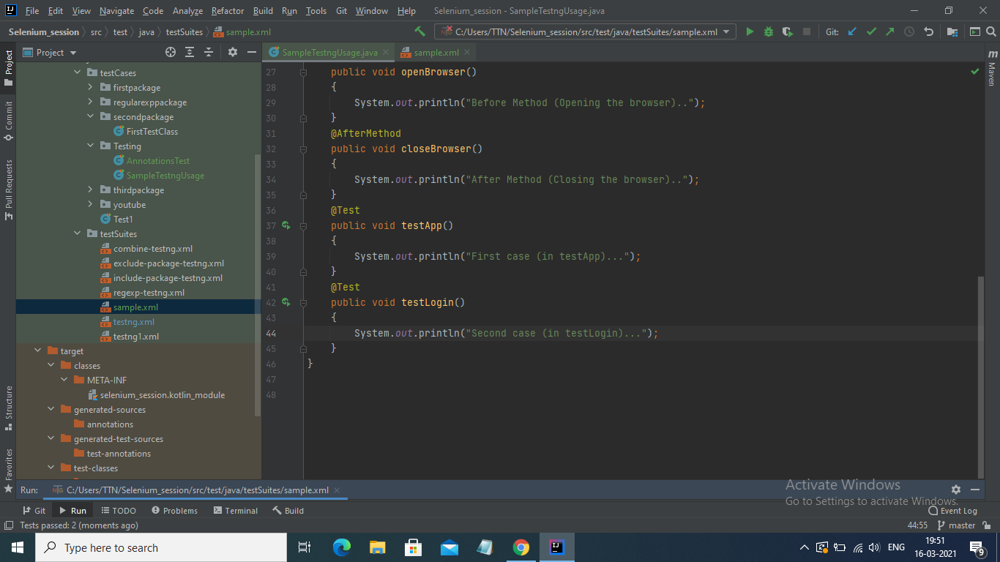 File Edit View Navigate Code Analyze Refactor Build Run Tools Git Window Help Selenium_session - SampleTestngUsage.java
Selenium_session src test java testSuites sample.xml C:/Users/TTN/Selenium_session/src/test/java/testSuites/sample.xml Git:
Project
Commit
Pull Requests
Structure
Favorites
Project
testCases
firstpackage
regularexppackage
secondpackage
FirstTestClass
Testing
AnnotationsTest
SampleTestngUsage
thirdpackage
youtube
Test1
testSuites
combine-testng.xml
exclude-package-testng.xml
include-package-testng.xml
regexp-testng.xml
sample.xml
testng.xml
testng1.xml
target
classes
META-INF
selenium_session.kotlin_module
generated-sources
annotations
generated-test-sources
test-annotations
test-classes
SampleTestngUsage.java sample.xml
27 public void openBrowser()
28 {
29 System.out.println("Before Method (Opening the browser)..");
30 }
31 @AfterMethod
32 public void closeBrowser()
33 {
34 System.out.println("After Method (Closing the browser)..");
35 }
36 @Test
37 public void testApp()
38 {
39 System.out.println("First case (in testApp)...");
40 }
41 @Test
42 public void testLogin()
43 {
44 System.out.println("Second case (in testLogin)...");
45 }
46 }
47
48
m Maven
Run: C:/Users/TTN/Selenium_session/src/test/java/testSuites/sample.xml
Activate Windows
Go to Settings to activate Windows.
Git Run TODO Problems Terminal Build Event Log
Tests passed: 2 (moments ago) 44:55 master
Type here to search ENG 19:51
16-03-2021
9